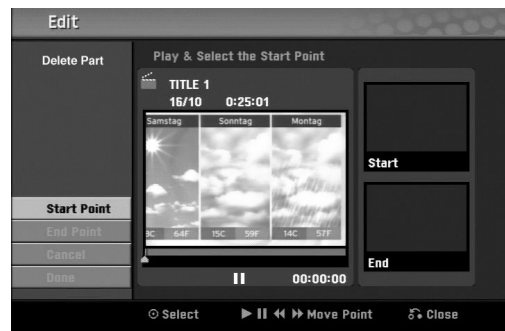 Edit
Delete Part
Play & Select the Start Point
TITLE 1
16/10 0:25:01
Samstag Sonntag Montag
64F 15C 59F 14C 57F
Start
Start Point
End Point
Cancel
Done
End
00:00:00
Select Move Point Close